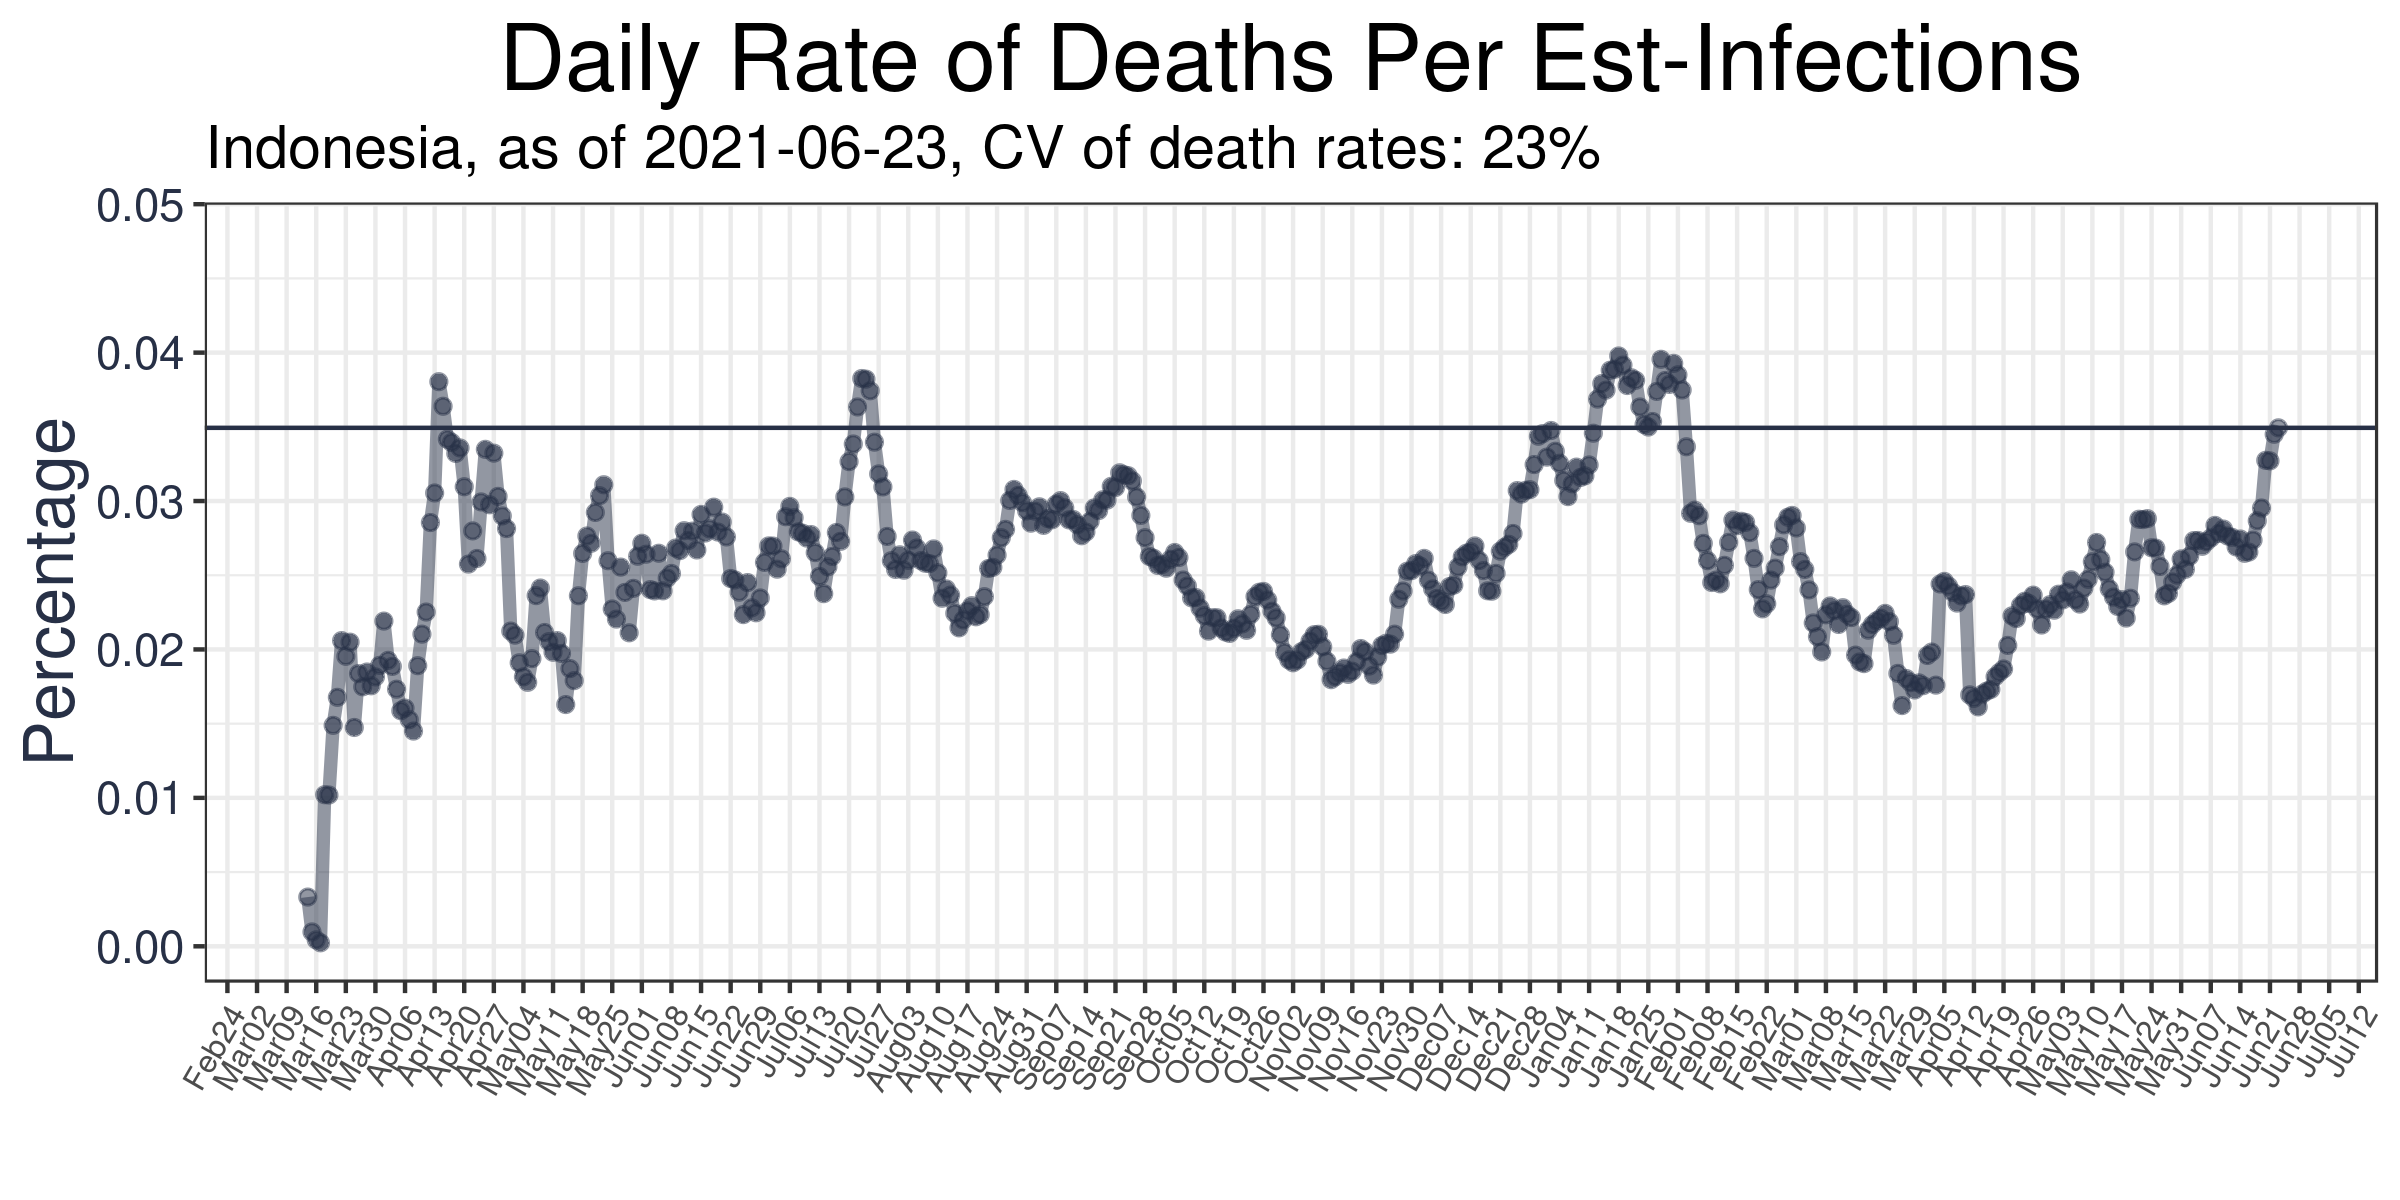 Daily Rate of Deaths Per Est-Infections
Indonesia, as of 2021-06-23, CV of death rates: 23%
Percentage
0.05
0.04
0.03
0.02
0.01
0.00
Feb24
Mar02
Mar09
Mar16
Mar23
Mar30
Apr06
Apr13
Apr20
Apr27
May04
May11
May18
May25
Jun01
Jun08
Jun15
Jun22
Jun29
Jul06
Jul13
Jul20
Jul27
Aug03
Aug10
Aug17
Aug24
Aug31
Sep07
Sep14
Sep21
Sep28
Oct05
Oct12
Oct19
Oct26
Nov02
Nov09
Nov16
Nov23
Nov30
Dec07
Dec14
Dec21
Dec28
Jan04
Jan11
Jan18
Jan25
Feb01
Feb08
Feb15
Feb22
Mar01
Mar08
Mar15
Mar22
Mar29
Apr05
Apr12
Apr19
Apr26
May03
May10
May17
May24
May31
Jun07
Jun14
Jun21
Jun28
Jul05
Jul12